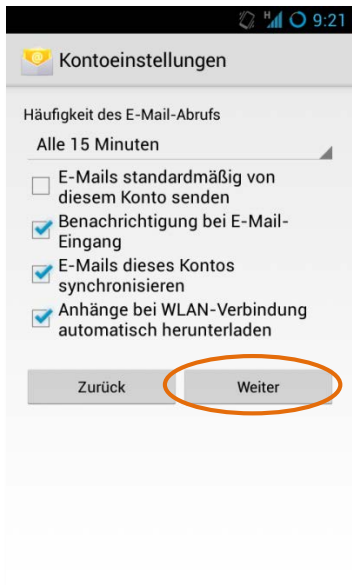 H 9:21
Kontoeinstellungen
Häufigkeit des E-Mail-Abrufs
Alle 15 Minuten
E-Mails standardmäßig von
diesem Konto senden
Benachrichtigung bei E-Mail-
Eingang
E-Mails dieses Kontos
synchronisieren
Anhänge bei WLAN-Verbindung
automatisch herunterladen
Zurück Weiter